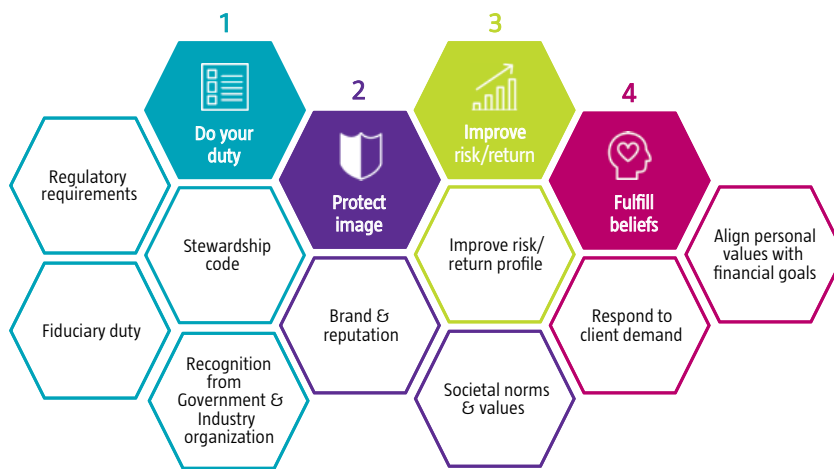 1
Do your
duty
Regulatory
requirements
Stewardship
code
Fiduciary duty
Recognition
from
Government &
Industry
organization
2
Protect
image
Brand &
reputation
Societal norms
& values
3
Improve
risk/return
Improve risk/
return profile
4
Fulfill
beliefs
Respond to
client demand
Align personal
values with
financial goals